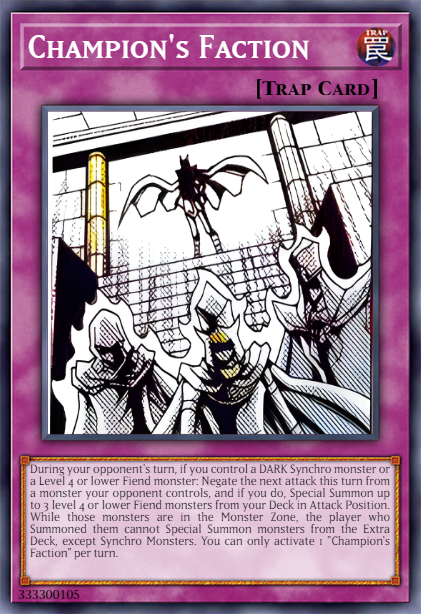 Champion's Faction
TRAP
罠
[Trap Card]
During your opponent's turn, if you control a DARK Synchro monster or
a Level 4 or lower Fiend monster: Negate the next attack this turn from
a monster your opponent controls, and if you do, Special Summon up
to 3 level 4 or lower Fiend monsters from your Deck in Attack Position.
While those monsters are in the Monster Zone, the player who
Summoned them cannot Special Summon monsters from the Extra
Deck, except Synchro Monsters. You can only activate 1 "Champion's
Faction" per turn.
333300105